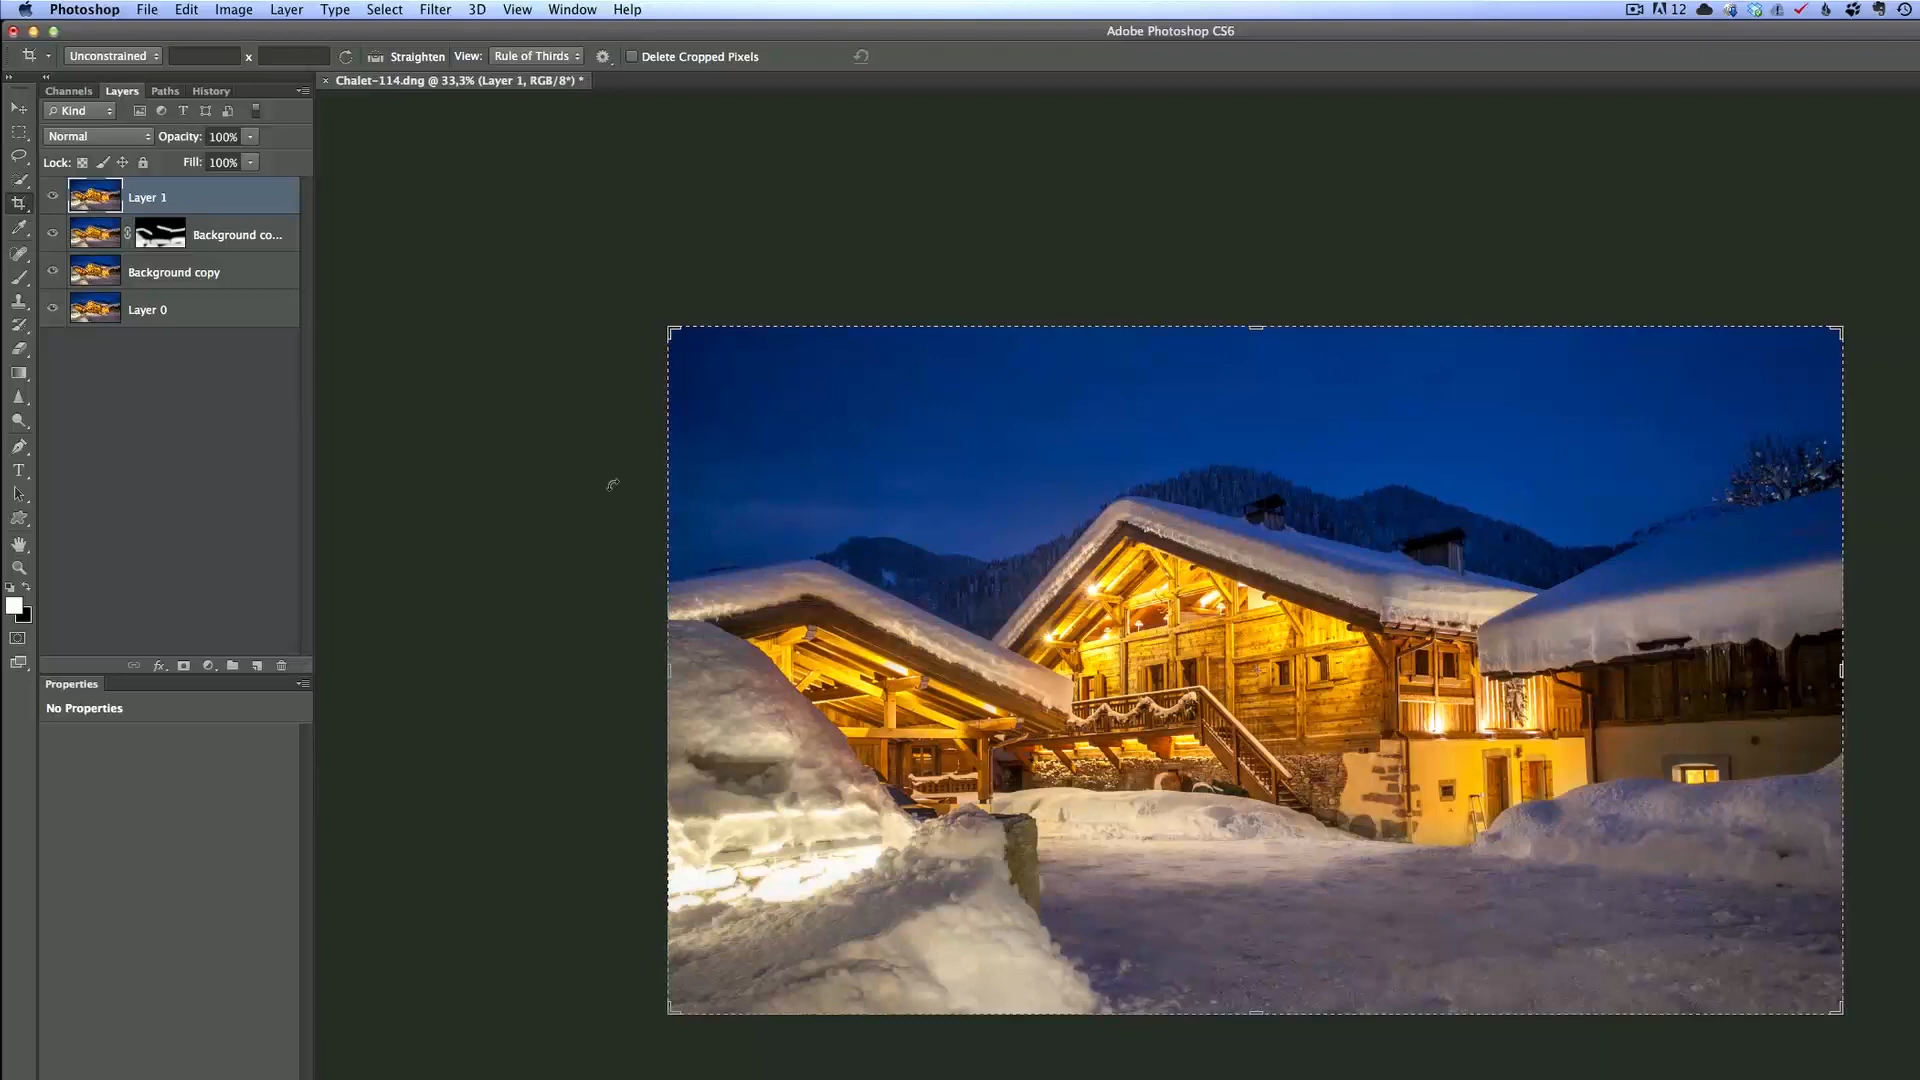 Photoshop File Edit Image Layer Type Select Filter 3D View Window Help 12
Adobe Photoshop CS6
Unconstrained x Straighten View: Rule of Thirds Delete Cropped Pixels
× Chalet-114.dng @ 33,3% (Layer 1, RGB/8*) *
Channels Layers Paths History
Kind
Normal Opacity: 100%
Lock: Fill: 100%
Layer 1
Background co...
Background copy
Layer 0
fx
Properties
No Properties